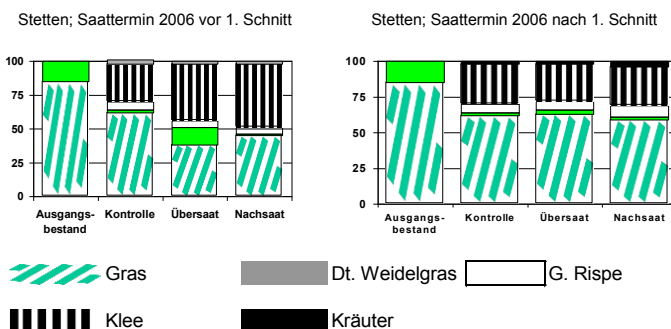 Stetten; Saattermin 2006 vor 1. Schnitt
Stetten; Saattermin 2006 nach 1. Schnitt
100
75
50
25
0
Ausgangs-
bestand
Kontrolle
Übersaat
Nachsaat
100
75
50
25
0
Ausgangs-
bestand
Kontrolle
Übersaat
Nachsaat
Gras
Dt. Weidelgras
G. Rispe
Klee
Kräuter